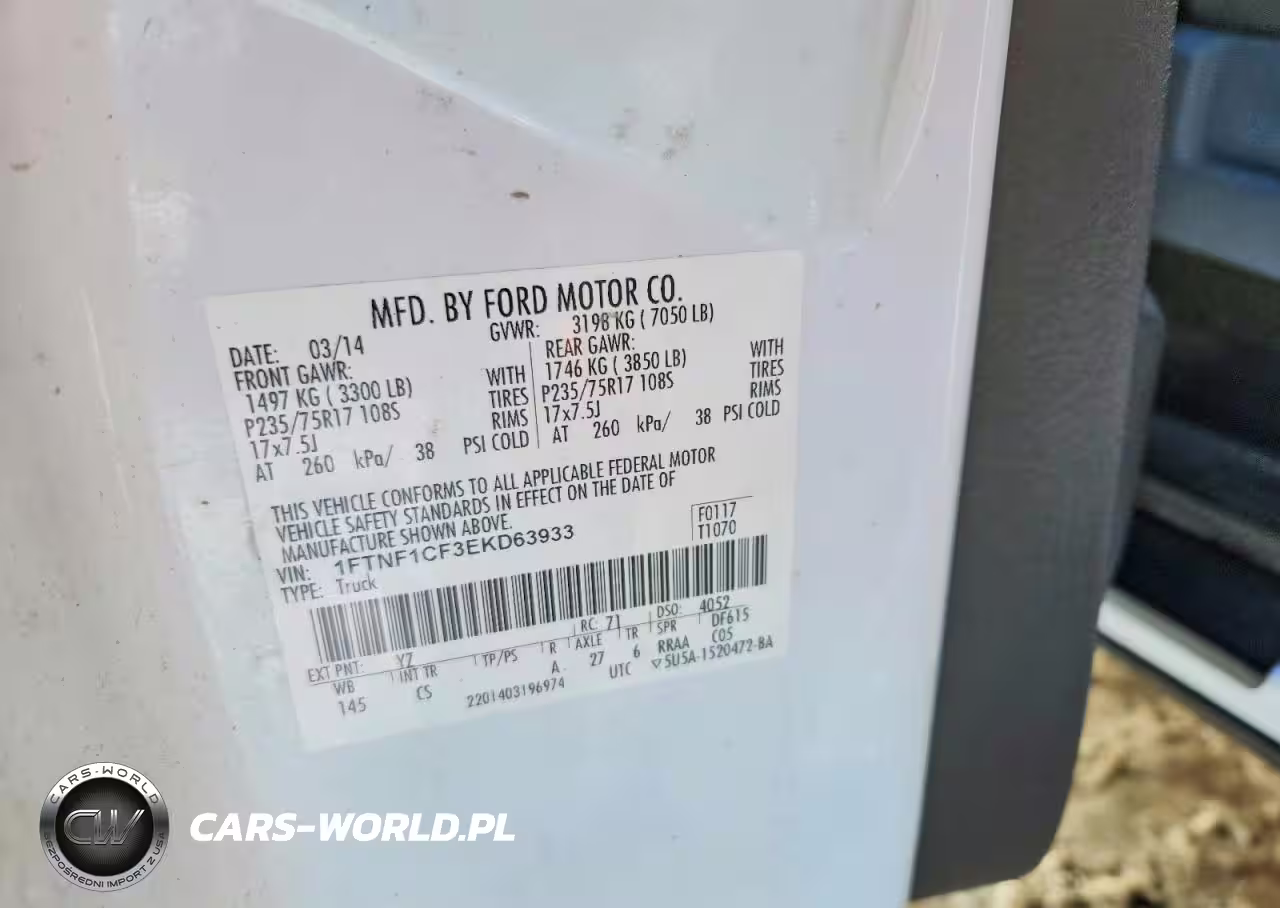 MFD. BY FORD MOTOR CO.
DATE: 03/14
GVWR: 3198 KG ( 7050 LB)
FRONT GAWR:
1497 KG ( 3300 LB) WITH
P235/75R17 108S TIRES
17x7.5J RIMS
AT 260 kPa/ 38 PSI COLD
REAR GAWR:
1746 KG ( 3850 LB) WITH
P235/75R17 108S TIRES
17x7.5J RIMS
AT 260 kPa/ 38 PSI COLD
THIS VEHICLE CONFORMS TO ALL APPLICABLE FEDERAL MOTOR
VEHICLE SAFETY STANDARDS IN EFFECT ON THE DATE OF
MANUFACTURE SHOWN ABOVE.
F0117
T1070
VIN: 1FTNF1CF3EKD63933
TYPE: Truck
EXT PNT: YZ RC: 71 DSO: 4052
WB INT TR TP/PS R AXLE TR SPR DF615
145 CS A 27 6 RRAA C05
2201403196974 UTC ▽5U5A-1520472-BA
CARS-WORLD
CW
BEZPOŚREDNI IMPORT Z USA
CARS-WORLD.PL